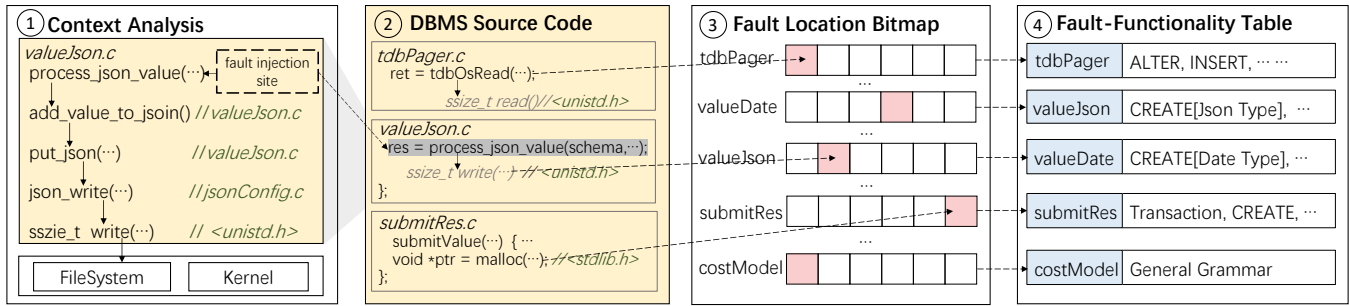 1 Context Analysis
valueJson.c
process_json_value(···)
fault injection
site
add_value_to_jsoin() //valueJson.c
put_json(···) //valueJson.c
json_write(···) //jsonConfig.c
sszie_t write(···) // <unistd.h>
FileSystem
Kernel
2 DBMS Source Code
tdbPager.c
ret = tdbOsRead(···);
ssize_t read()//<unistd.h>
valueJson.c
res = process_json_value(schema,···);
ssize_t write(···) //<unistd.h>
};
submitRes.c
submitValue(···) { ···
void *ptr = malloc(···); //<stdlib.h>
};
3 Fault Location Bitmap
tdbPager
...
valueDate
...
valueJson
...
submitRes
...
costModel
4 Fault-Functionality Table
tdbPager ALTER, INSERT, ··· ···
valueJson CREATE[Json Type], ···
valueDate CREATE[Date Type], ···
submitRes Transaction, CREATE, ···
costModel General Grammar